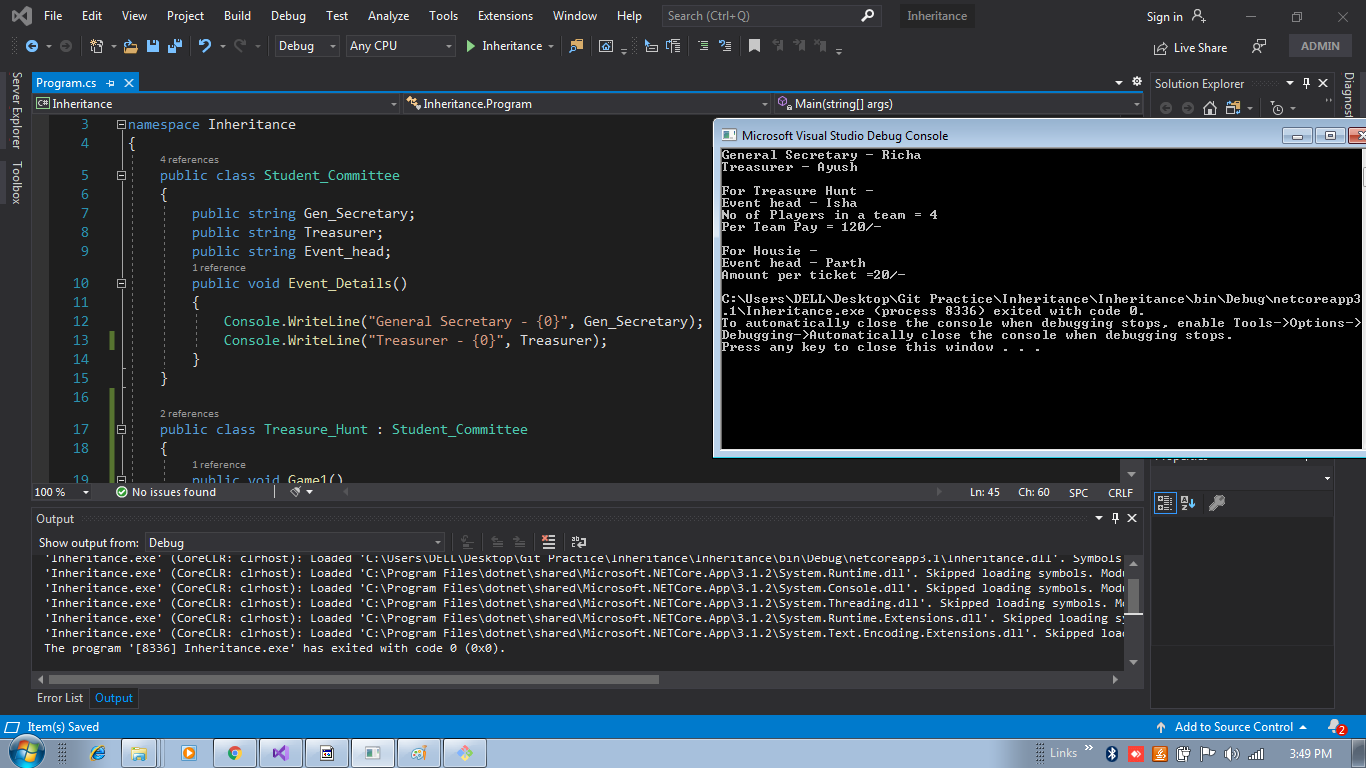 File Edit View Project Build Debug Test Analyze Tools Extensions Window Help Search (Ctrl+Q) Inheritance Sign in
Debug Any CPU Inheritance Live Share ADMIN
Server Explorer
Toolbox
Program.cs
Inheritance Inheritance.Program Main(string[] args)
3 namespace Inheritance
4 {
4 references
5 public class Student_Committee
6 {
7 public string Gen_Secretary;
8 public string Treasurer;
9 public string Event_head;
1 reference
10 public void Event_Details()
11 {
12 Console.WriteLine("General Secretary - {0}", Gen_Secretary);
13 Console.WriteLine("Treasurer - {0}", Treasurer);
14 }
15 }
16
2 references
17 public class Treasure_Hunt : Student_Committee
18 {
1 reference
19 public void Game1()
100 % No issues found Ln: 45 Ch: 60 SPC CRLF
Solution Explorer
Microsoft Visual Studio Debug Console
General Secretary - Richa
Treasurer - Ayush
For Treasure Hunt -
Event head - Isha
No of Players in a team = 4
Per Team Pay = 120/-
For Housie -
Event head - Parth
Amount per ticket =20/-
C:\Users\DELL\Desktop\Git Practice\Inheritance\Inheritance\bin\Debug\netcoreapp3
.1\Inheritance.exe (process 8336) exited with code 0.
To automatically close the console when debugging stops, enable Tools->Options->
Debugging->Automatically close the console when debugging stops.
Press any key to close this window . . .
Properties
Output
Show output from: Debug
'Inheritance.exe' (CoreCLR: clrhost): Loaded 'C:\Users\DELL\Desktop\Git Practice\Inheritance\Inheritance\bin\Debug\netcoreapp3.1\Inheritance.dll'. Symbols
'Inheritance.exe' (CoreCLR: clrhost): Loaded 'C:\Program Files\dotnet\shared\Microsoft.NETCore.App\3.1.2\System.Runtime.dll'. Skipped loading symbols.
'Inheritance.exe' (CoreCLR: clrhost): Loaded 'C:\Program Files\dotnet\shared\Microsoft.NETCore.App\3.1.2\System.Console.dll'. Skipped loading symbols.
'Inheritance.exe' (CoreCLR: clrhost): Loaded 'C:\Program Files\dotnet\shared\Microsoft.NETCore.App\3.1.2\System.Threading.dll'. Skipped loading symbols.
'Inheritance.exe' (CoreCLR: clrhost): Loaded 'C:\Program Files\dotnet\shared\Microsoft.NETCore.App\3.1.2\System.Runtime.Extensions.dll'. Skipped loading
'Inheritance.exe' (CoreCLR: clrhost): Loaded 'C:\Program Files\dotnet\shared\Microsoft.NETCore.App\3.1.2\System.Text.Encoding.Extensions.dll'. Skipped
The program '[8336] Inheritance.exe' has exited with code 0 (0x0).
Error List Output
Item(s) Saved Add to Source Control 2
Links 3:49 PM